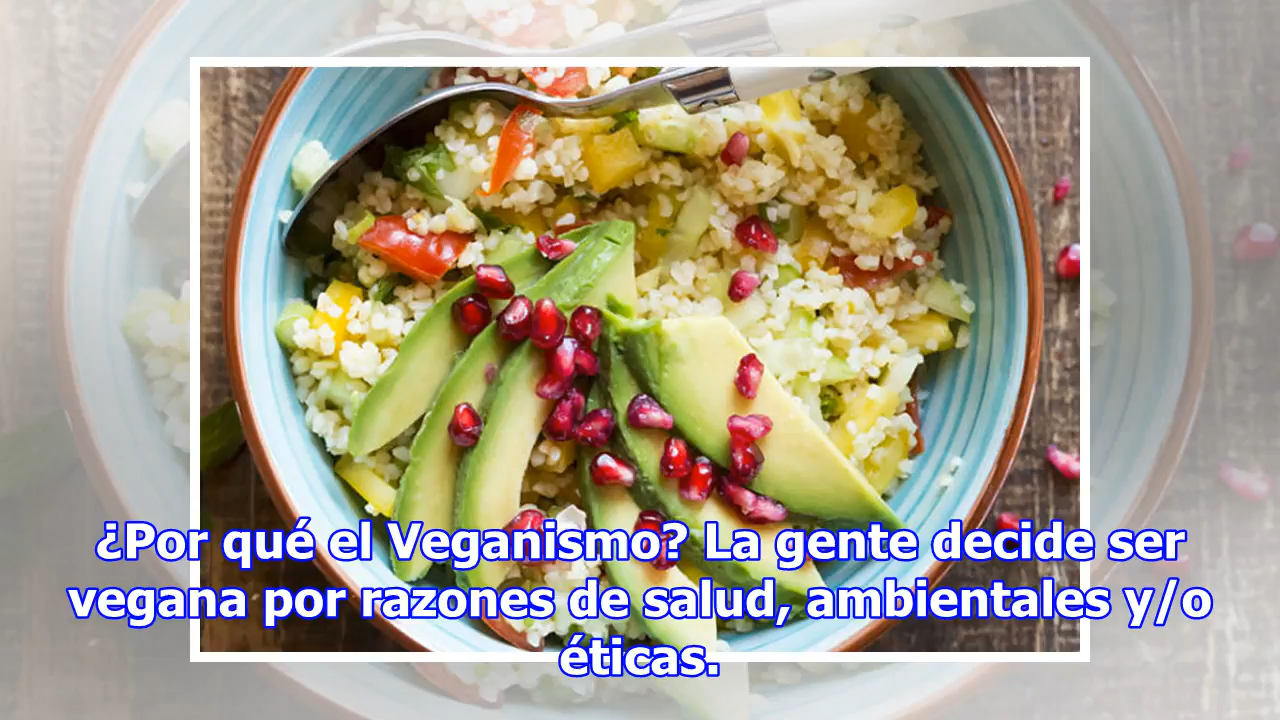 ¿Por qué el Veganismo? La gente decide ser
vegana por razones de salud, ambientales y/o
éticas.